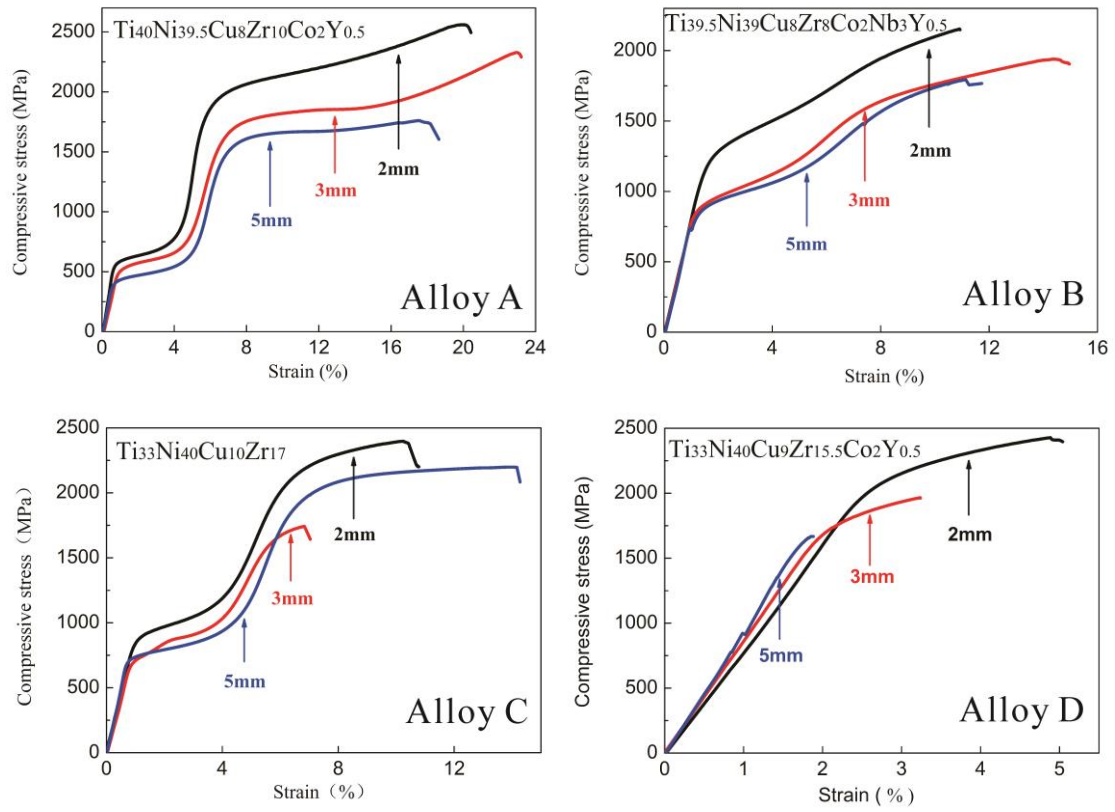 Ti40Ni39.5Cu8Zr10Co2Y0.5
2500
2000
1500
1000
500
0
Compressive stress (MPa)
2mm
3mm
5mm
Alloy A
0 4 8 12 16 20 24
Strain (%)
Ti39.5Ni39Cu8Zr8Co2Nb3Y0.5
2000
1500
1000
500
0
Compressive stress (MPa)
2mm
3mm
5mm
Alloy B
0 4 8 12 16
Strain (%)
Ti33Ni40Cu10Zr17
2500
2000
1500
1000
500
0
Compressive stress (MPa)
2mm
3mm
5mm
Alloy C
0 4 8 12
Strain (%)
Ti33Ni40Cu9Zr15.5Co2Y0.5
2500
2000
1500
1000
500
0
Compressive stress (MPa)
2mm
3mm
5mm
Alloy D
0 1 2 3 4 5
Strain ( % )